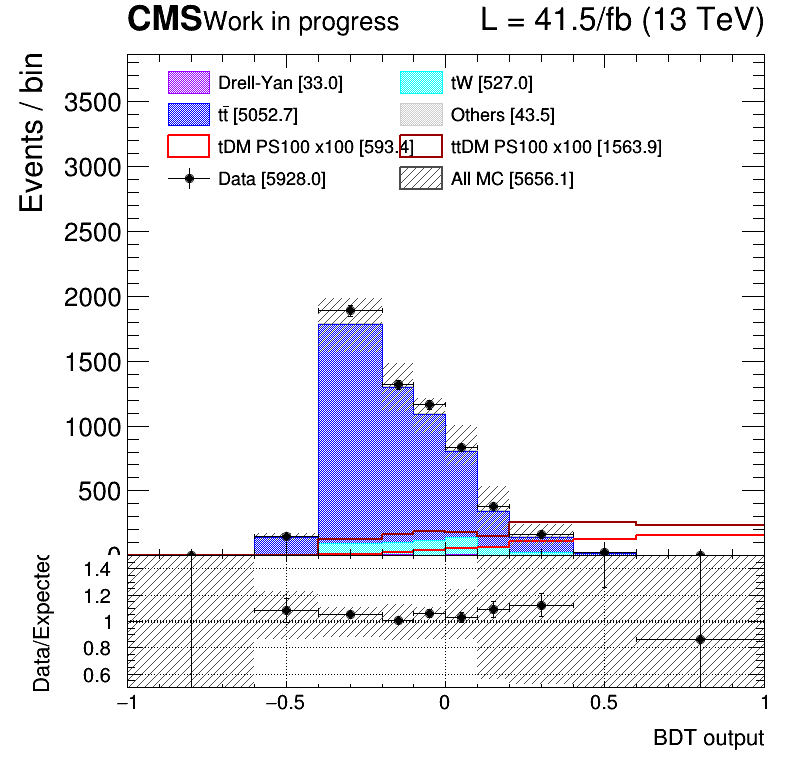 CMS Work in progress L = 41.5/fb (13 TeV)
Events / bin
Drell-Yan [33.0] tW [527.0]
tt̄ [5052.7] Others [43.5]
tDM PS100 x100 [593.4] ttDM PS100 x100 [1563.9]
Data [5928.0] All MC [5656.1]
3500
3000
2500
2000
1500
1000
500
0
Data/Expected
1.4
1.2
1
0.8
0.6
−1 −0.5 0 0.5 1
BDT output